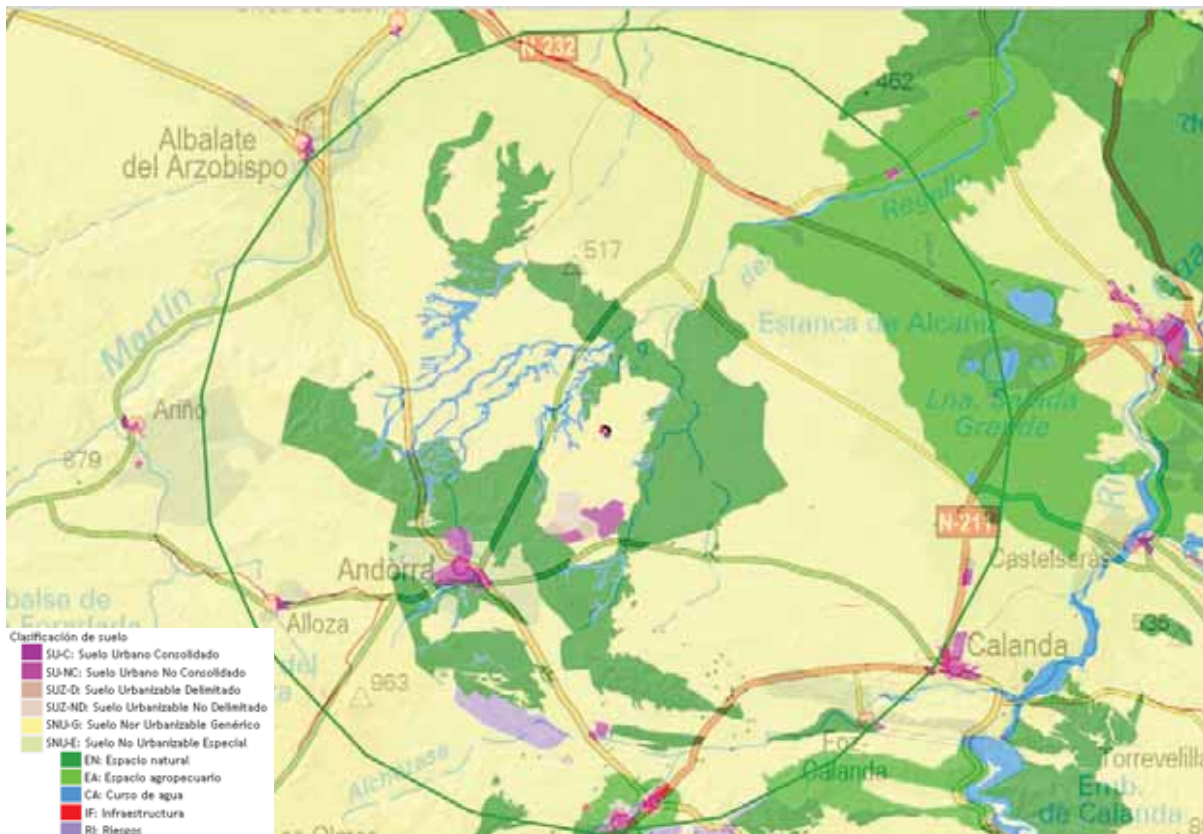 N-232
462
Albalate
del Arzobispo
Regallo
517
de
Martín
Estanca de Alcañiz
Ariño
Lna. Salada
Grande
879
Río
N-211
Andorra
Castelserás
Alloza
535
Calanda
963
Foz-
Calanda
Torrevelilla
Emb.
de Calanda
Clasificación de suelo
SU-C: Suelo Urbano Consolidado
SU-NC: Suelo Urbano No Consolidado
SUZ-D: Suelo Urbanizable Delimitado
SUZ-ND: Suelo Urbanizable No Delimitado
SNU-G: Suelo Nor Urbanizable Genérico
SNU-E: Suelo No Urbanizable Especial
EN: Espacio natural
EA: Espacio agropecuario
CA: Curso de agua
IF: Infraestructura
RI: Riesgos